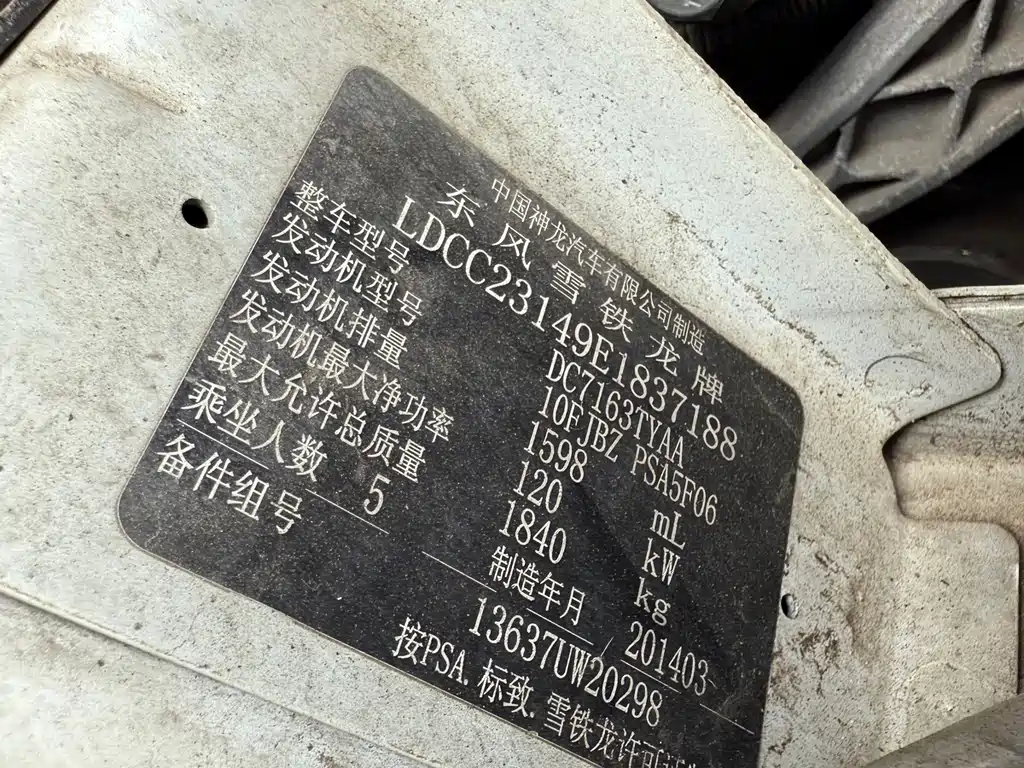 中国神龙汽车有限公司制造
东风雪铁龙牌
LDCC23149E1837188
整车型号 DC7163TYAA
发动机型号 10FJBZ PSA5F06
发动机排量 1598 mL
发动机最大净功率 120 kW
最大允许总质量 1840 kg
乘坐人数 5 制造年月 201403
备件组号 13637UW20298
按PSA.标致.雪铁龙许可证